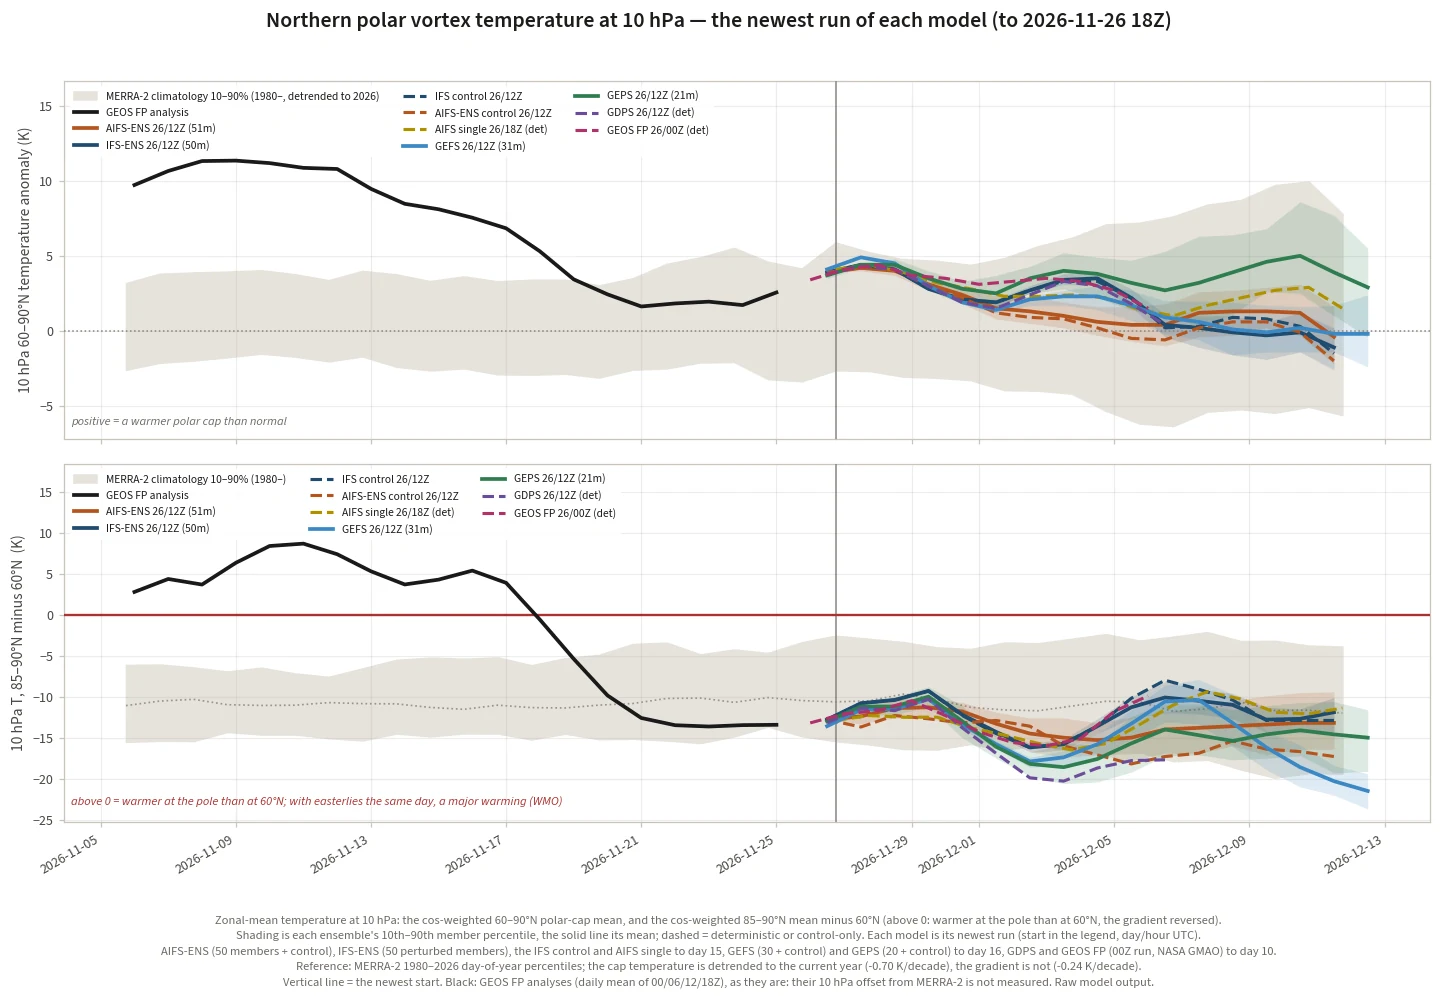 Northern polar vortex temperature at 10 hPa — the newest run of each model (to 2026-11-26 18Z)
10 hPa 60–90°N temperature anomaly (K)
15
10
5
0
−5
MERRA-2 climatology 10–90% (1980–, detrended to 2026)
GEOS FP analysis
AIFS-ENS 26/12Z (51m)
IFS-ENS 26/12Z (50m)
IFS control 26/12Z
AIFS-ENS control 26/12Z
AIFS single 26/18Z (det)
GEFS 26/12Z (31m)
GEPS 26/12Z (21m)
GDPS 26/12Z (det)
GEOS FP 26/00Z (det)
positive = a warmer polar cap than normal
10 hPa T, 85–90°N minus 60°N (K)
15
10
5
0
−5
−10
−15
−20
−25
MERRA-2 climatology 10–90% (1980–)
GEOS FP analysis
AIFS-ENS 26/12Z (51m)
IFS-ENS 26/12Z (50m)
IFS control 26/12Z
AIFS-ENS control 26/12Z
AIFS single 26/18Z (det)
GEFS 26/12Z (31m)
GEPS 26/12Z (21m)
GDPS 26/12Z (det)
GEOS FP 26/00Z (det)
above 0 = warmer at the pole than at 60°N; with easterlies the same day, a major warming (WMO)
2026-11-05
2026-11-09
2026-11-13
2026-11-17
2026-11-21
2026-11-25
2026-11-29
2026-12-01
2026-12-05
2026-12-09
2026-12-13
Zonal-mean temperature at 10 hPa: the cos-weighted 60–90°N polar-cap mean, and the cos-weighted 85–90°N mean minus 60°N (above 0: warmer at the pole than at 60°N, the gradient reversed).
Shading is each ensemble's 10th–90th member percentile, the solid line its mean; dashed = deterministic or control-only. Each model is its newest run (start in the legend, day/hour UTC).
AIFS-ENS (50 members + control), IFS-ENS (50 perturbed members), the IFS control and AIFS single to day 15, GEFS (30 + control) and GEPS (20 + control) to day 16, GDPS and GEOS FP (00Z run, NASA GMAO) to day 10.
Reference: MERRA-2 1980–2026 day-of-year percentiles; the cap temperature is detrended to the current year (-0.70 K/decade), the gradient is not (-0.24 K/decade).
Vertical line = the newest start. Black: GEOS FP analyses (daily mean of 00/06/12/18Z), as they are: their 10 hPa offset from MERRA-2 is not measured. Raw model output.